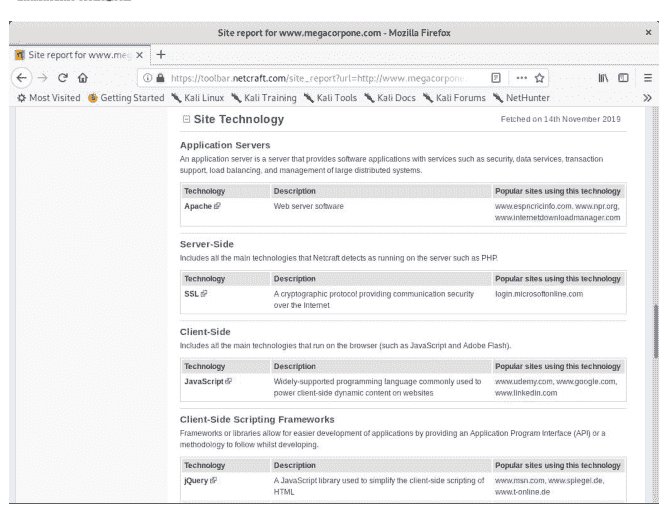 Site report for www.megacorpone.com - Mozilla Firefox
Site report for www.meg
https://toolbar.netcraft.com/site_report?url=http://www.megacorpone
Most Visited Getting Started Kali Linux Kali Training Kali Tools Kali Docs Kali Forums NetHunter
Site Technology Fetched on 14th November 2019
Application Servers
An application server is a server that provides software applications with services such as security, data services, transaction
support, load balancing, and management of large distributed systems.
Technology Description Popular sites using this technology
Apache Web server software www.espncricinfo.com, www.npr.org,
www.internetdownloadmanager.com
Server-Side
Includes all the main technologies that Netcraft detects as running on the server such as PHP.
Technology Description Popular sites using this technology
SSL A cryptographic protocol providing communication security login.microsoftonline.com
over the Internet
Client-Side
Includes all the main technologies that run on the browser (such as JavaScript and Adobe Flash).
Technology Description Popular sites using this technology
JavaScript Widely-supported programming language commonly used to www.udemy.com, www.google.com,
power client-side dynamic content on websites www.linkedin.com
Client-Side Scripting Frameworks
Frameworks or libraries allow for easier development of applications by providing an Application Program Interface (API) or a
methodology to follow whilst developing.
Technology Description Popular sites using this technology
jQuery A JavaScript library used to simplify the client-side scripting of www.msn.com, www.spiegel.de,
HTML www.t-online.de